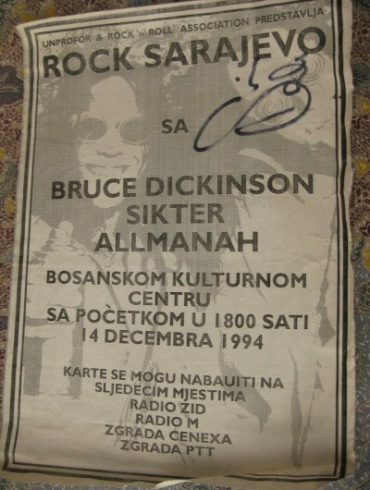 UNPROFOR & ROCK 'n' ROLL ASSOCIATION PREDSTAVLJA
ROCK SARAJEVO
SA
BRUCE DICKINSON
SIKTER
ALLMANAH
BOSANSKOM KULTURNOM
CENTRU
SA POČETKOM U 1800 SATI
14 DECEMBRA 1994
KARTE SE MOGU NABAUITI NA
SLJEDEĆIM MJESTIMA
RADIO ZID
RADIO M
ZGRADA CENEXA
ZGRADA PTT